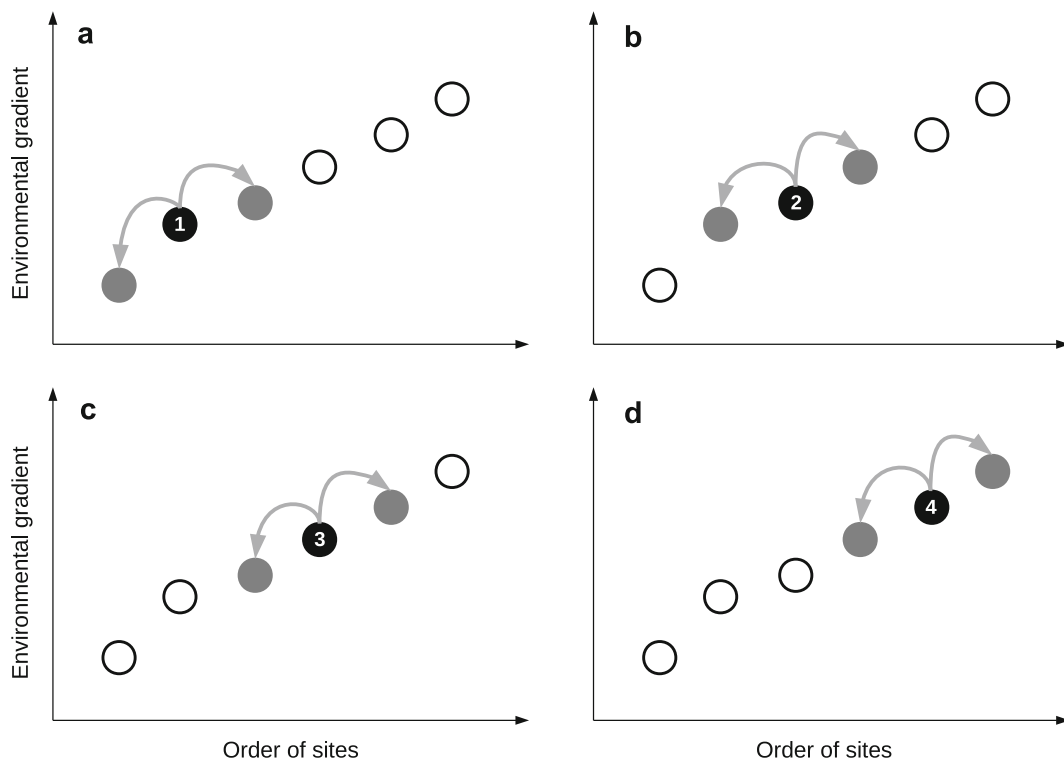 a
b
Environmental gradient
1
2
c
d
Environmental gradient
3
4
Order of sites
Order of sites